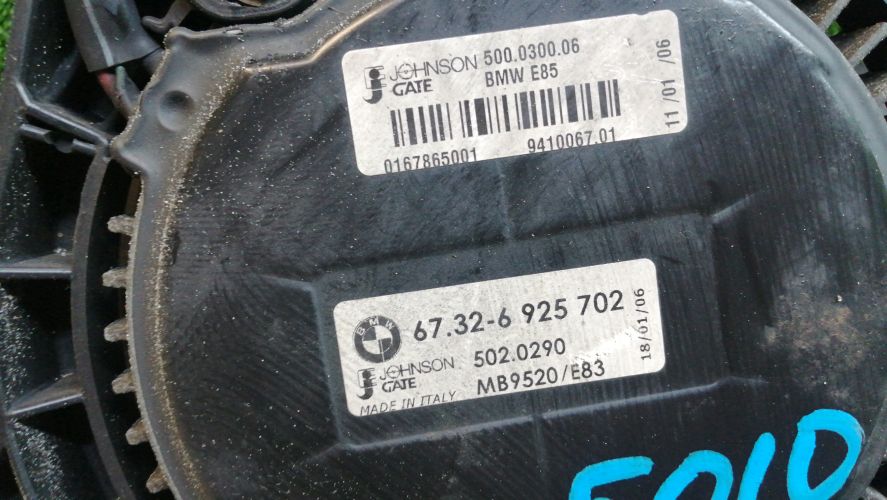 JOHNSON 500.0300.06
GATE BMW E85
0167865001 9410067.01
11/01 /06
BMW 67.32-6 925 702
JOHNSON 502.0290
GATE MB9520/E83
MADE IN ITALY
18/01/06
5010